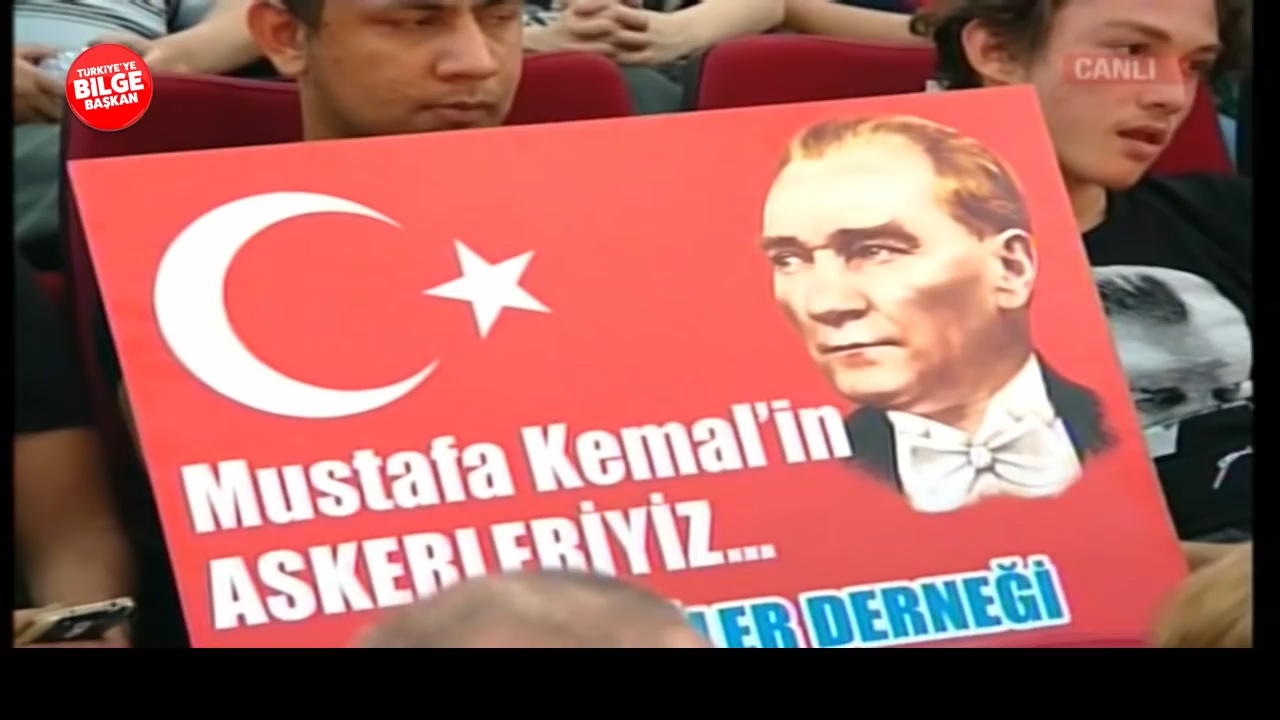 TÜRKİYE'YE
BİLGE
BAŞKAN
CANLI
Mustafa Kemal'in
ASKERLERİYİZ...
DERNEĞİ